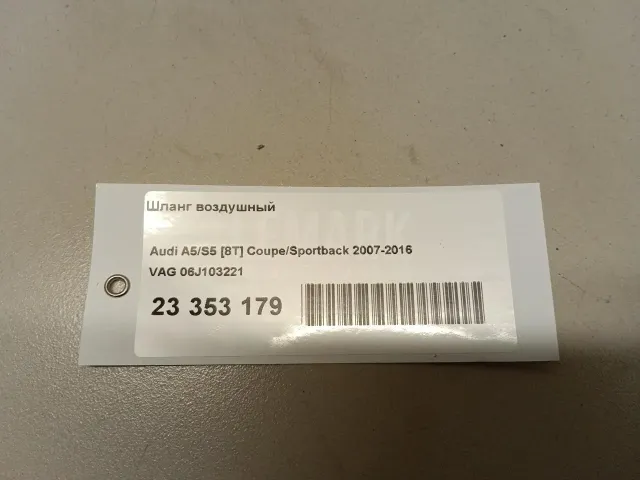 Шланг воздушный
Audi A5/S5 [8T] Coupe/Sportback 2007-2016
VAG 06J103221
23 353 179